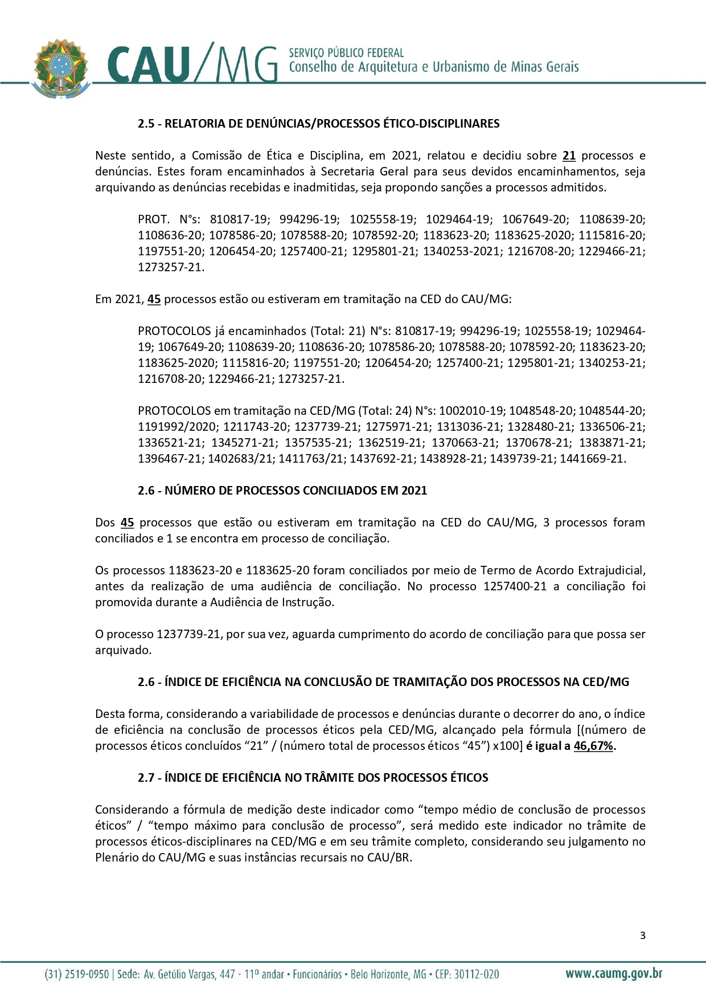 CAU/MG
SERVIÇO PÚBLICO FEDERAL
Conselho de Arquitetura e Urbanismo de Minas Gerais
2.5 - RELATORIA DE DENÚNCIAS/PROCESSOS ÉTICO-DISCIPLINARES
Neste sentido, a Comissão de Ética e Disciplina, em 2021, relatou e decidiu sobre 21 processos e
denúncias. Estes foram encaminhados à Secretaria Geral para seus devidos encaminhamentos, seja
arquivando as denúncias recebidas e inadmitidas, seja propondo sanções a processos admitidos.
PROT. N°s: 810817-19; 994296-19; 1025558-19; 1029464-19; 1067649-20; 1108639-20;
1108636-20; 1078586-20; 1078588-20; 1078592-20; 1183623-20; 1183625-2020; 1115816-20;
1197551-20; 1206454-20; 1257400-21; 1295801-21; 1340253-2021; 1216708-20; 1229466-21;
1273257-21.
Em 2021, 45 processos estão ou estiveram em tramitação na CED do CAU/MG:
PROTOCOLOS já encaminhados (Total: 21) N°s: 810817-19; 994296-19; 1025558-19; 1029464-
19; 1067649-20; 1108639-20; 1108636-20; 1078586-20; 1078588-20; 1078592-20; 1183623-20;
1183625-2020; 1115816-20; 1197551-20; 1206454-20; 1257400-21; 1295801-21; 1340253-21;
1216708-20; 1229466-21; 1273257-21.
PROTOCOLOS em tramitação na CED/MG (Total: 24) N°s: 1002010-19; 1048548-20; 1048544-20;
1191992/2020; 1211743-20; 1237739-21; 1275971-21; 1313036-21; 1328480-21; 1336506-21;
1336521-21; 1345271-21; 1357535-21; 1362519-21; 1370663-21; 1370678-21; 1383871-21;
1396467-21; 1402683/21; 1411763/21; 1437692-21; 1438928-21; 1439739-21; 1441669-21.
2.6 - NÚMERO DE PROCESSOS CONCILIADOS EM 2021
Dos 45 processos que estão ou estiveram em tramitação na CED do CAU/MG, 3 processos foram
conciliados e 1 se encontra em processo de conciliação.
Os processos 1183623-20 e 1183625-20 foram conciliados por meio de Termo de Acordo Extrajudicial,
antes da realização de uma audiência de conciliação. No processo 1257400-21 a conciliação foi
promovida durante a Audiência de Instrução.
O processo 1237739-21, por sua vez, aguarda cumprimento do acordo de conciliação para que possa ser
arquivado.
2.6 - ÍNDICE DE EFICIÊNCIA NA CONCLUSÃO DE TRAMITAÇÃO DOS PROCESSOS NA CED/MG
Desta forma, considerando a variabilidade de processos e denúncias durante o decorrer do ano, o índice
de eficiência na conclusão de processos éticos pela CED/MG, alcançado pela fórmula [(número de
processos éticos concluídos “21” / (número total de processos éticos “45”) x100] é igual a 46,67%.
2.7 - ÍNDICE DE EFICIÊNCIA NO TRÂMITE DOS PROCESSOS ÉTICOS
Considerando a fórmula de medição deste indicador como “tempo médio de conclusão de processos
éticos” / “tempo máximo para conclusão de processo”, será medido este indicador no trâmite de
processos éticos-disciplinares na CED/MG e em seu trâmite completo, considerando seu julgamento no
Plenário do CAU/MG e suas instâncias recursais no CAU/BR.
3
(31) 2519-0950 | Sede: Av. Getúlio Vargas, 447 - 11º andar • Funcionários • Belo Horizonte, MG • CEP: 30112-020
www.caumg.gov.br